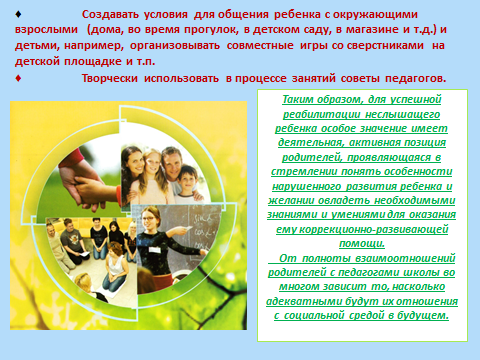 ♦ Создавать условия для общения ребенка с окружающими
взрослыми (дома, во время прогулок, в детском саду, в магазине и т.д.) и
детьми, например, организовывать совместные игры со сверстниками на
детской площадке и т.п.
♦ Творчески использовать в процессе занятий советы педагогов.
Таким образом, для успешной
реабилитации неслышащего
ребенка особое значение имеет
деятельная, активная позиция
родителей, проявляющаяся в
стремлении понять особенности
нарушенного развития ребенка и
желании овладеть необходимыми
знаниями и умениями для оказания
ему коррекционно-развивающей
помощи.
От полноты взаимоотношений
родителей с педагогами школы во
многом зависит то, насколько
адекватными будут их отношения
с социальной средой в будущем.